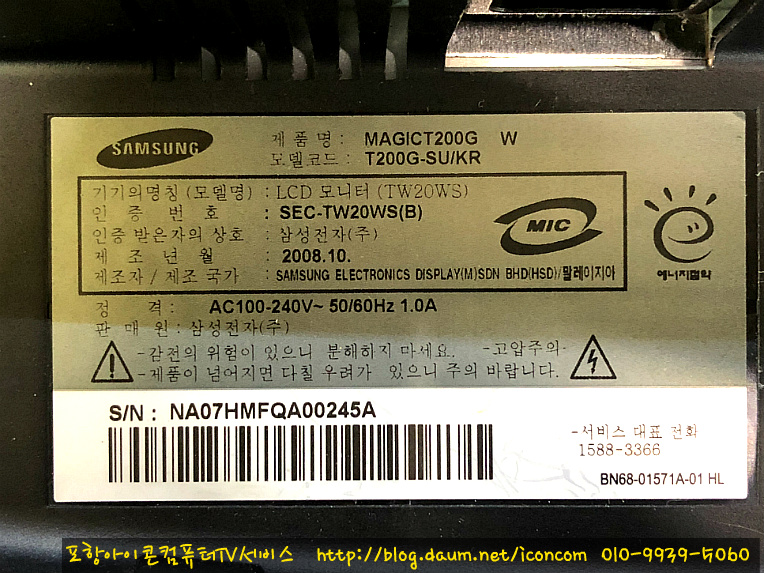 SAMSUNG
제 품 명 : MAGICT200G W
모델코드 : T200G-SU/KR
기기의명칭 (모델명) : LCD 모니터 (TW20WS)
인 증 번 호 : SEC-TW20WS(B)
인증 받은자의 상호 : 삼성전자(주)
제 조 년 월 : 2008.10.
제조자 / 제조 국가 : SAMSUNG ELECTRONICS DISPLAY(M)SDN BHD(HSD)/말레이지아
MIC
에너지절약
정 격 : AC100-240V~ 50/60Hz 1.0A
판 매 원 : 삼성전자(주)
-감전의 위험이 있으니 분해하지 마세요. -고압주의-
-제품이 넘어지면 다칠 우려가 있으니 주의 바랍니다.
S/N : NA07HMFQA00245A
-서비스 대표 전화
1588-3366
BN68-01571A-01 HL
포항아이콘컴퓨터TV서비스 http://blog.daum.net/iconcom 010-9939-5060